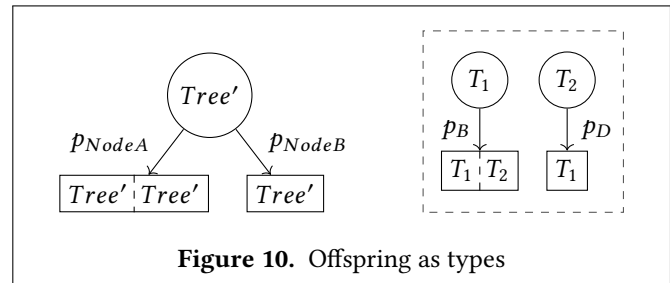 Tree′
T₁ T₂
p_NodeA p_NodeB p_B p_D
Tree′ Tree′ Tree′ T₁ T₂ T₁
Figure 10. Offspring as types